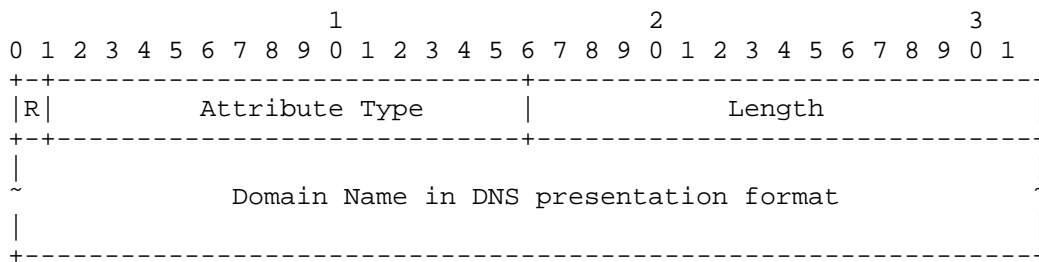 1                   2                   3
 0 1 2 3 4 5 6 7 8 9 0 1 2 3 4 5 6 7 8 9 0 1 2 3 4 5 6 7 8 9 0 1
+-+-----------------------------+-------------------------------
|R|         Attribute Type      |            Length             |
+-+-----------------------------+-------------------------------
|                                                               |
~             Domain Name in DNS presentation format            ~
|                                                               |
+---------------------------------------------------------------